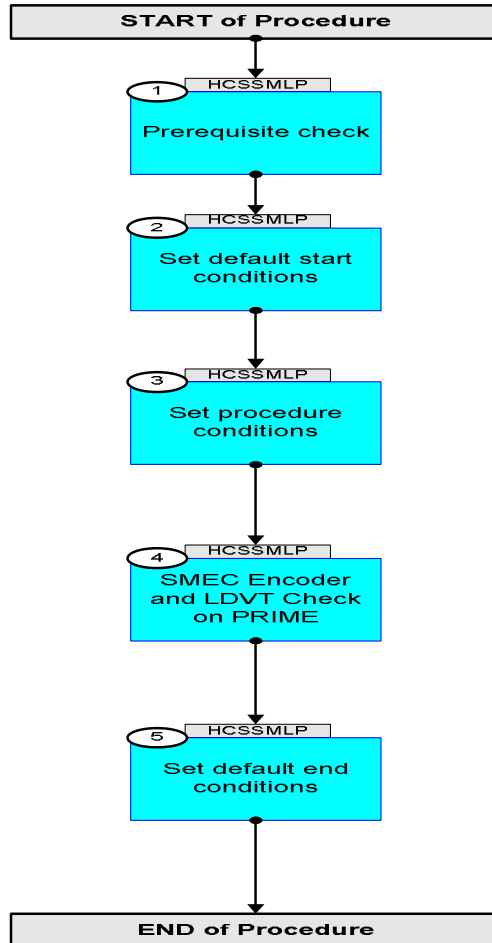 START of Procedure
HCSSMLP
1
Prerequisite check
HCSSMLP
2
Set default start
conditions
HCSSMLP
3
Set procedure
conditions
HCSSMLP
4
SMEC Encoder
and LDVT Check
on PRIME
HCSSMLP
5
Set default end
conditions
END of Procedure